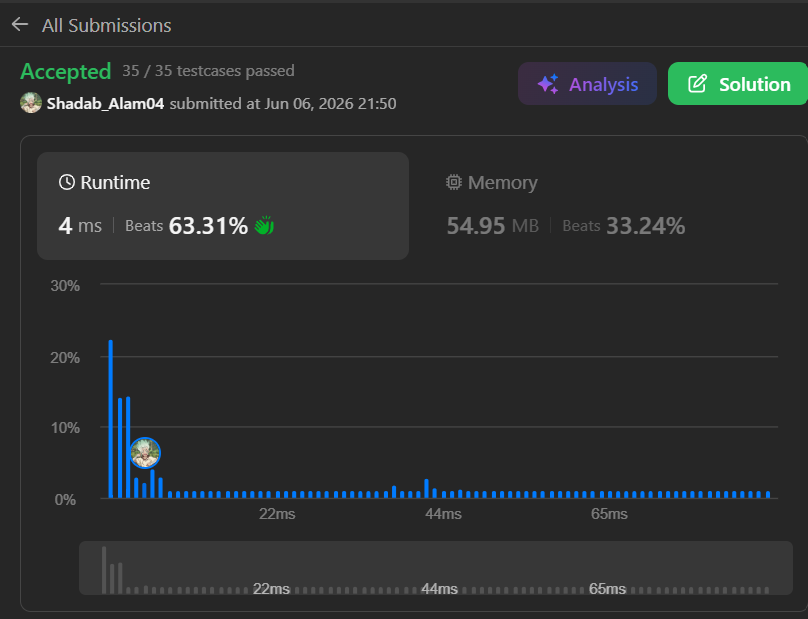 All Submissions
Accepted 35 / 35 testcases passed
Shadab_Alam04 submitted at Jun 06, 2026 21:50
Analysis
Solution
Runtime
4 ms Beats 63.31%
Memory
54.95 MB Beats 33.24%
30%
20%
10%
0%
22ms 44ms 65ms
22ms 44ms 65ms